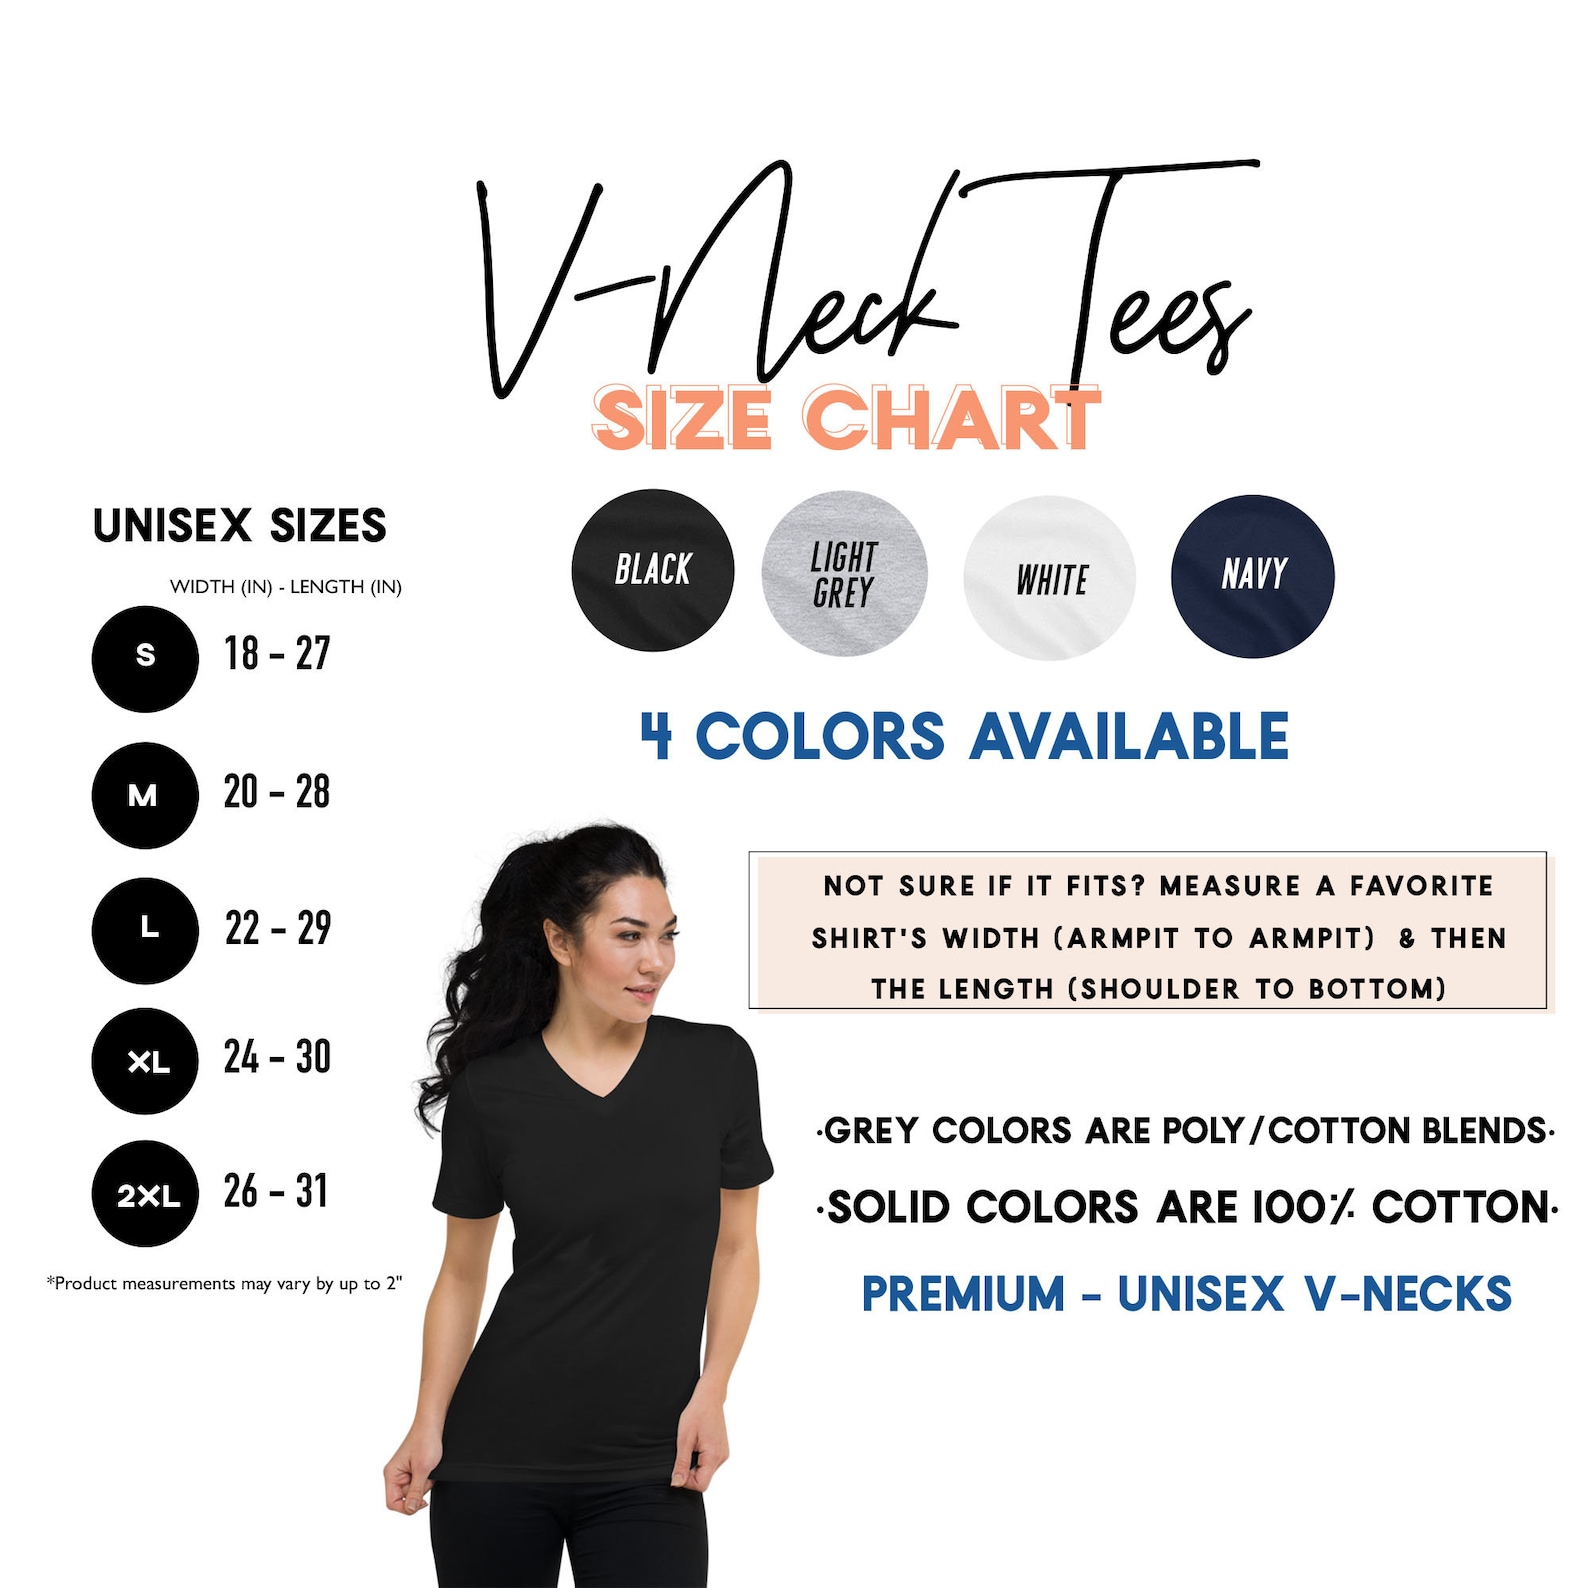 V-Neck Tees
SIZE CHART
UNISEX SIZES
WIDTH (IN) - LENGTH (IN)
S 18 - 27
M 20 - 28
L 22 - 29
XL 24 - 30
2XL 26 - 31
*Product measurements may vary by up to 2"
BLACK
LIGHT
GREY
WHITE
NAVY
4 COLORS AVAILABLE
NOT SURE IF IT FITS? MEASURE A FAVORITE
SHIRT'S WIDTH (ARMPIT TO ARMPIT) & THEN
THE LENGTH (SHOULDER TO BOTTOM)
·GREY COLORS ARE POLY/COTTON BLENDS·
·SOLID COLORS ARE 100% COTTON·
PREMIUM - UNISEX V-NECKS